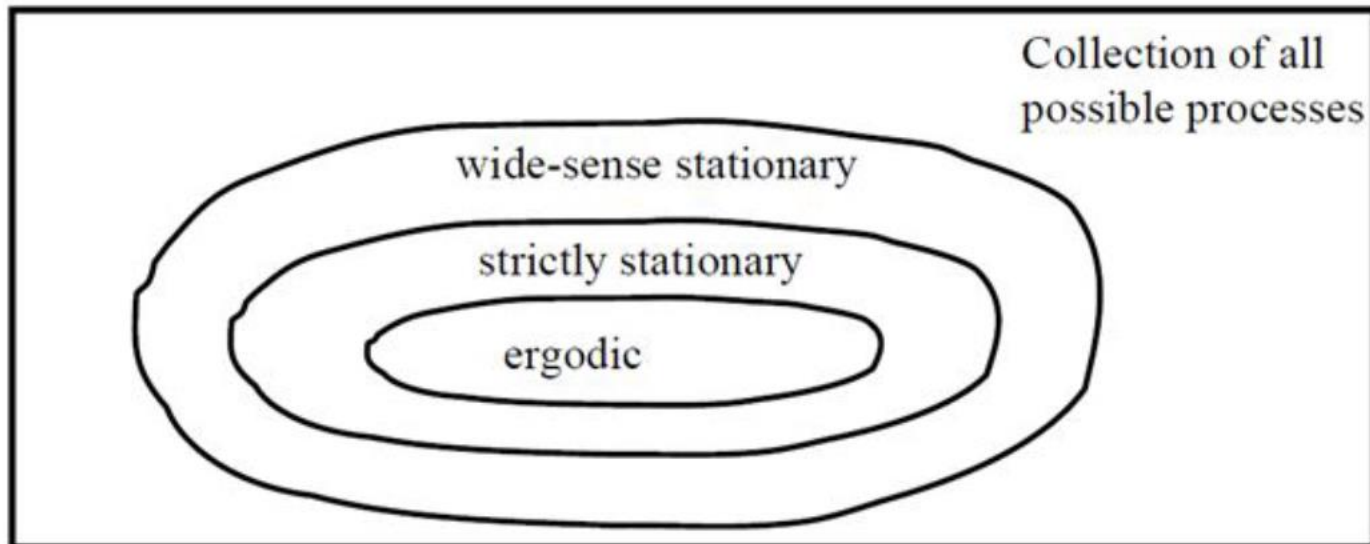 Collection of all
possible processes
wide-sense stationary
strictly stationary
ergodic